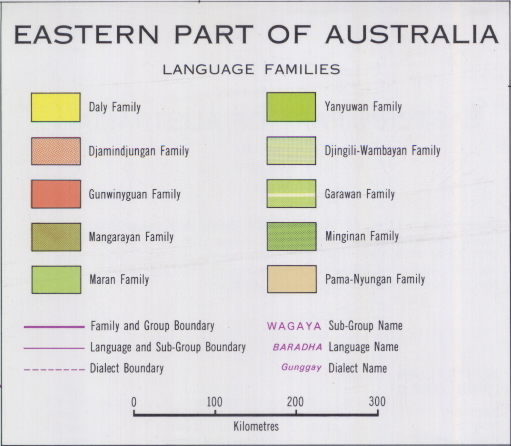 EASTERN PART OF AUSTRALIA
LANGUAGE FAMILIES
Daly Family
Djamindjungan Family
Gunwinyguan Family
Mangarayan Family
Maran Family
Yanyuwan Family
Djingili-Wambayan Family
Garawan Family
Minginan Family
Pama-Nyungan Family
Family and Group Boundary
Language and Sub-Group Boundary
Dialect Boundary
WAGAYA Sub-Group Name
BARADHA Language Name
Gunggay Dialect Name
0 100 200 300
Kilometres